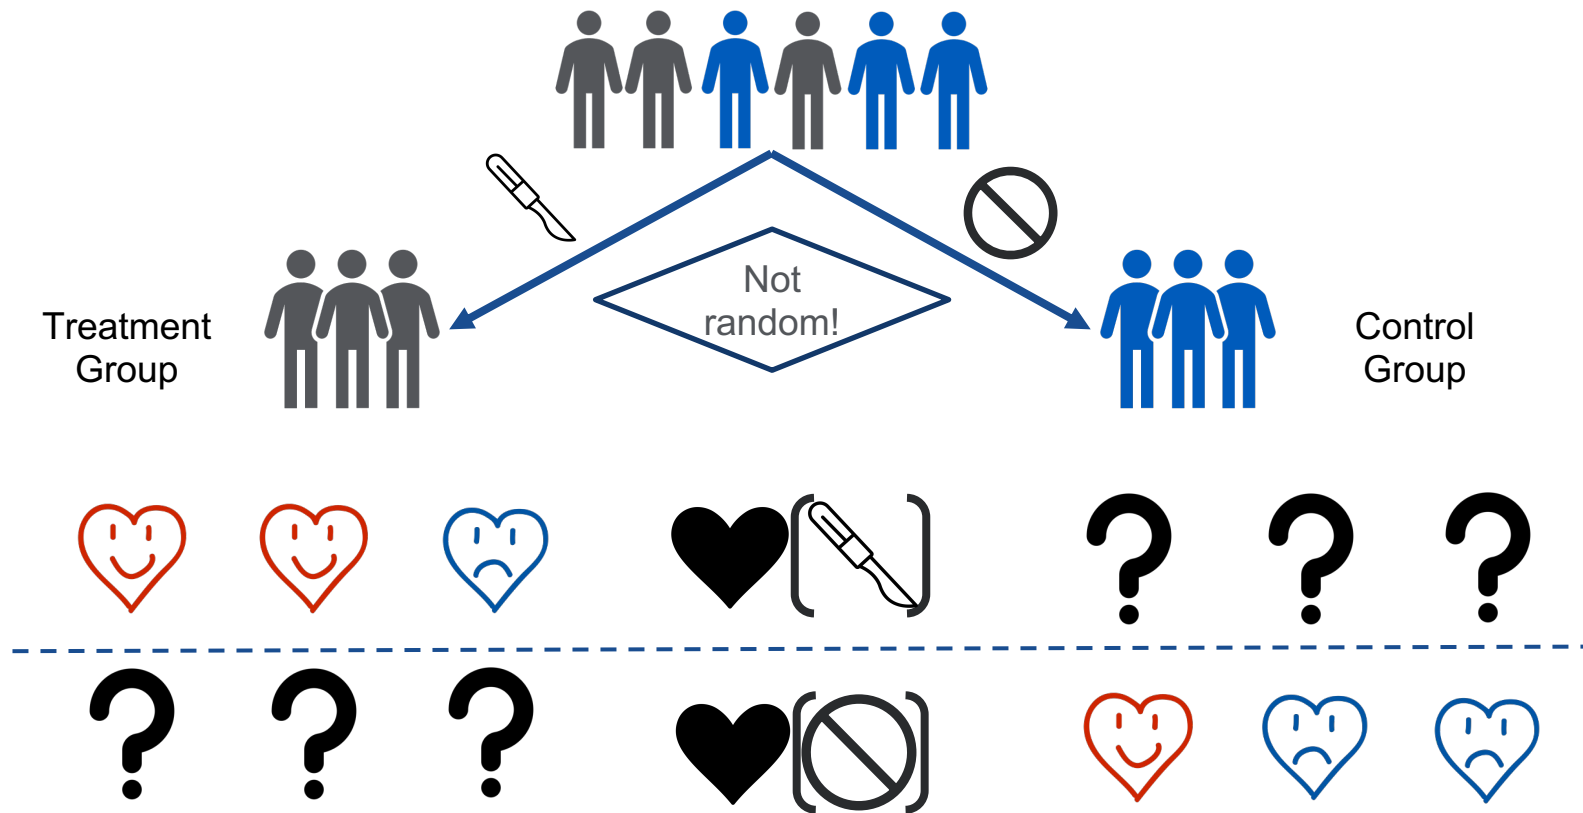 Not
random!
Treatment
Group
Control
Group
? ? ?
? ? ?